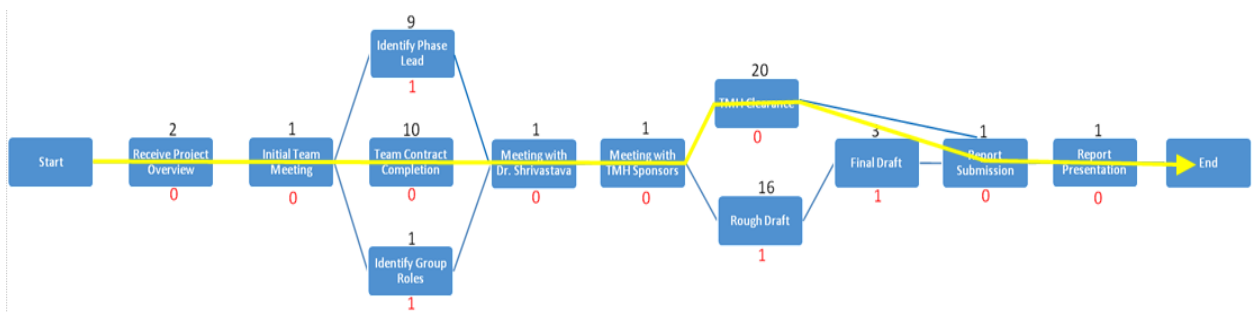 9
Identify Phase
Lead
1
20
TMH Clearance
0
Start
2
Receive Project
Overview
0
1
Initial Team
Meeting
0
10
Team Contract
Completion
0
1
Meeting with
Dr. Shrivastava
0
1
Meeting with
TMH Sponsors
0
3
Final Draft
1
1
Report
Submission
0
1
Report
Presentation
0
End
16
Rough Draft
1
1
Identify Group
Roles
1